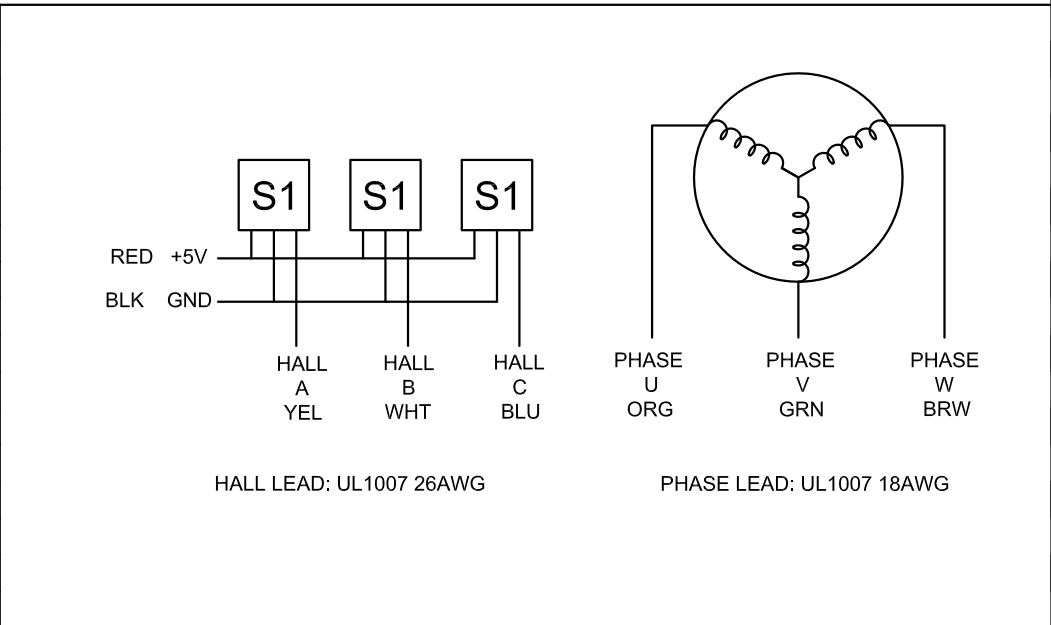 S1 S1 S1
RED +5V
BLK GND
HALL
A
YEL
HALL
B
WHT
HALL
C
BLU
PHASE
U
ORG
PHASE
V
GRN
PHASE
W
BRW
HALL LEAD: UL1007 26AWG
PHASE LEAD: UL1007 18AWG